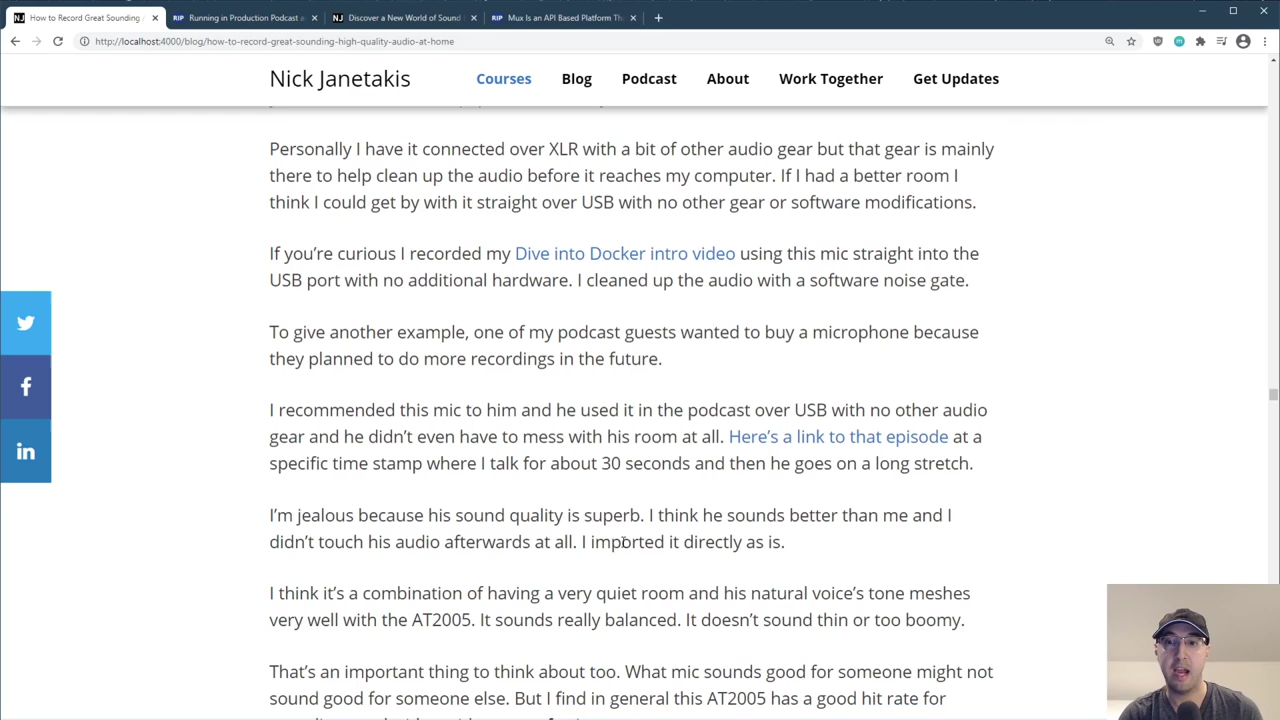 How to Record Great Sounding
Running in Production Podcast a
Discover a New World of Sound
Mux Is an API Based Platform Th
http://localhost:4000/blog/how-to-record-great-sounding-high-quality-audio-at-home
Nick Janetakis
Courses
Blog
Podcast
About
Work Together
Get Updates
Personally I have it connected over XLR with a bit of other audio gear but that gear is mainly
there to help clean up the audio before it reaches my computer. If I had a better room I
think I could get by with it straight over USB with no other gear or software modifications.
If you’re curious I recorded my Dive into Docker intro video using this mic straight into the
USB port with no additional hardware. I cleaned up the audio with a software noise gate.
To give another example, one of my podcast guests wanted to buy a microphone because
they planned to do more recordings in the future.
I recommended this mic to him and he used it in the podcast over USB with no other audio
gear and he didn’t even have to mess with his room at all. Here’s a link to that episode at a
specific time stamp where I talk for about 30 seconds and then he goes on a long stretch.
I’m jealous because his sound quality is superb. I think he sounds better than me and I
didn’t touch his audio afterwards at all. I imported it directly as is.
I think it’s a combination of having a very quiet room and his natural voice’s tone meshes
very well with the AT2005. It sounds really balanced. It doesn’t sound thin or too boomy.
That’s an important thing to think about too. What mic sounds good for someone might not
sound good for someone else. But I find in general this AT2005 has a good hit rate for